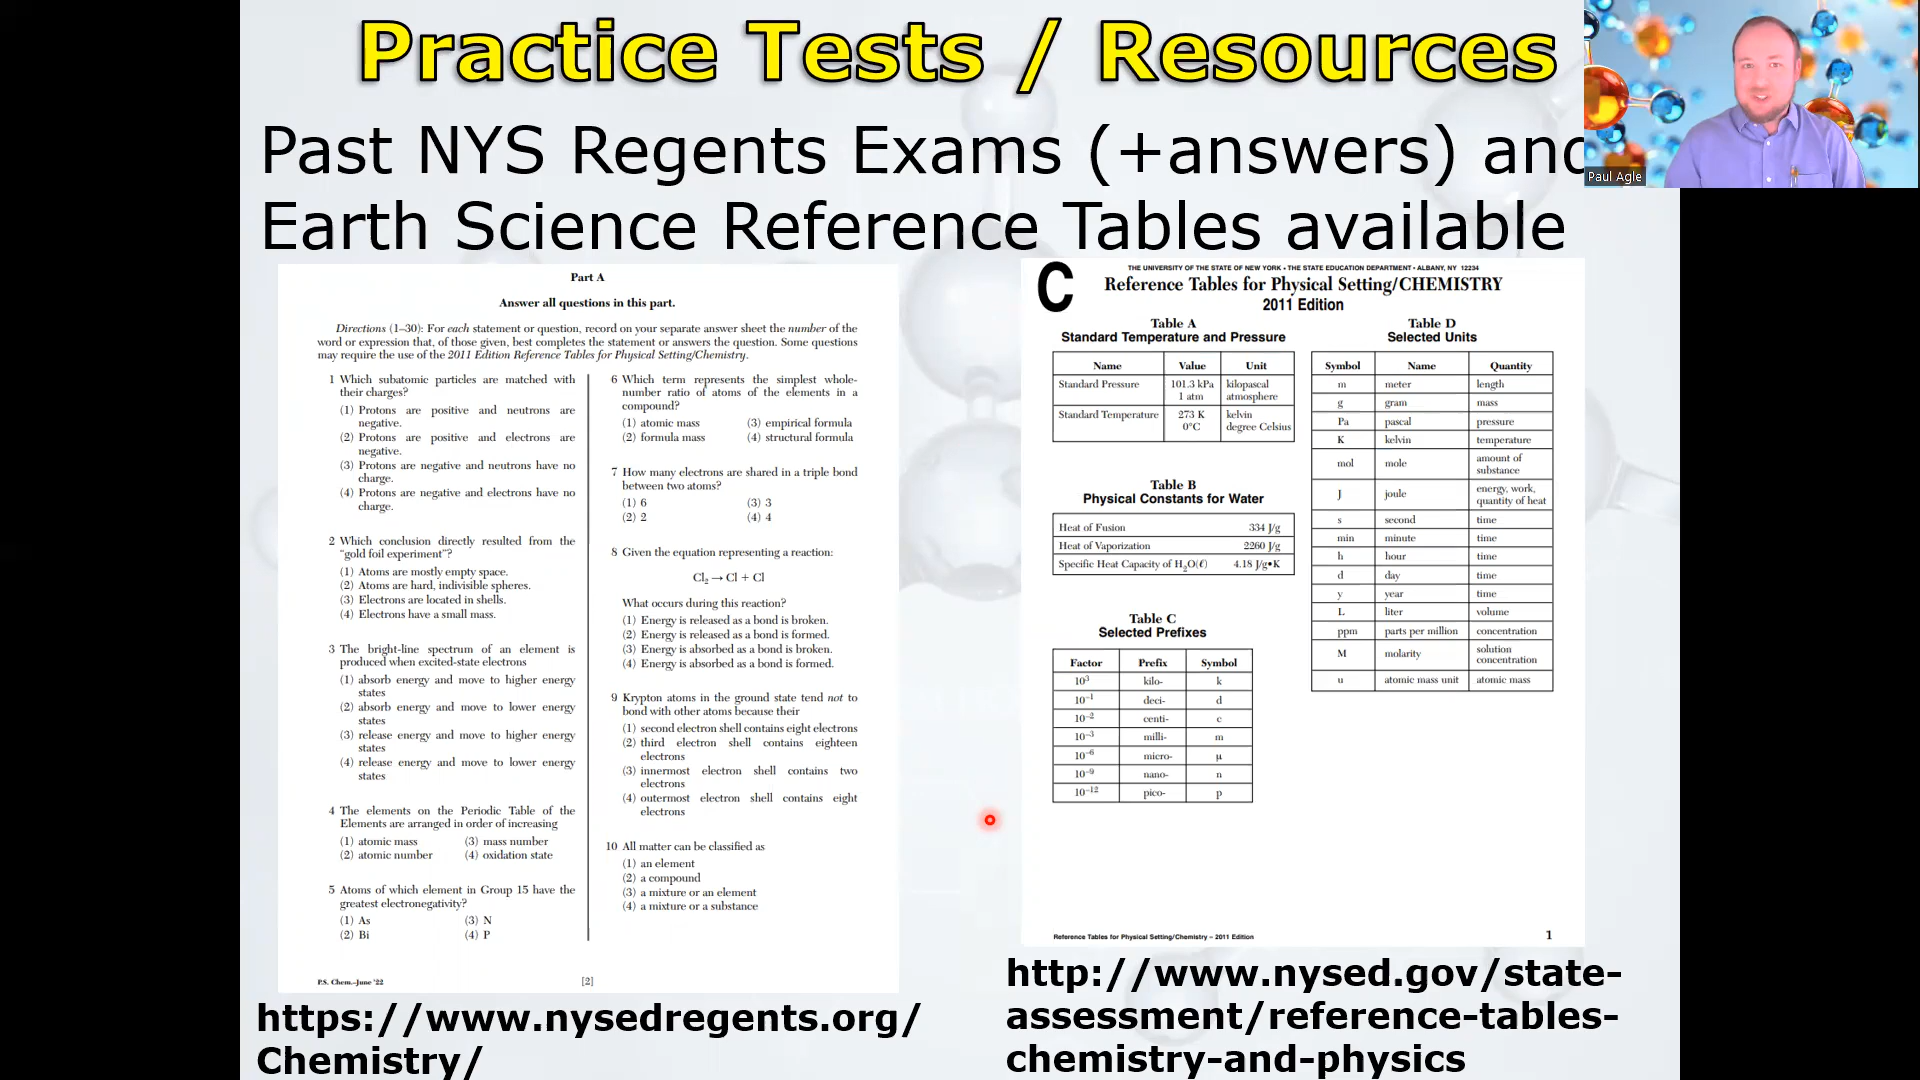 Practice Tests / Resources
Past NYS Regents Exams (+answers) and
Earth Science Reference Tables available
Paul Agle
Part A
Answer all questions in this part.
Directions (1–30): For each statement or question, record on your separate answer sheet the number of the
word or expression that, of those given, best completes the statement or answers the question. Some questions
may require the use of the 2011 Edition Reference Tables for Physical Setting/Chemistry.
1 Which subatomic particles are matched with
their charges?
(1) Protons are positive and neutrons are
negative.
(2) Protons are positive and electrons are
negative.
(3) Protons are negative and neutrons have no
charge.
(4) Protons are negative and electrons have no
charge.
2 Which conclusion directly resulted from the
“gold foil experiment”?
(1) Atoms are mostly empty space.
(2) Atoms are hard, indivisible spheres.
(3) Electrons are located in shells.
(4) Electrons have a small mass.
3 The bright-line spectrum of an element is
produced when excited-state electrons
(1) absorb energy and move to higher energy
states
(2) absorb energy and move to lower energy
states
(3) release energy and move to higher energy
states
(4) release energy and move to lower energy
states
4 The elements on the Periodic Table of the
Elements are arranged in order of increasing
(1) atomic mass (3) mass number
(2) atomic number (4) oxidation state
5 Atoms of which element in Group 15 have the
greatest electronegativity?
(1) As (3) N
(2) Bi (4) P
6 Which term represents the simplest whole-
number ratio of atoms of the elements in a
compound?
(1) atomic mass (3) empirical formula
(2) formula mass (4) structural formula
7 How many electrons are shared in a triple bond
between two atoms?
(1) 6 (3) 3
(2) 2 (4) 4
8 Given the equation representing a reaction:
Cl₂ → Cl + Cl
What occurs during this reaction?
(1) Energy is released as a bond is broken.
(2) Energy is released as a bond is formed.
(3) Energy is absorbed as a bond is broken.
(4) Energy is absorbed as a bond is formed.
9 Krypton atoms in the ground state tend not to
bond with other atoms because their
(1) second electron shell contains eight electrons
(2) third electron shell contains eighteen
electrons
(3) innermost electron shell contains two
electrons
(4) outermost electron shell contains eight
electrons
10 All matter can be classified as
(1) an element
(2) a compound
(3) a mixture or an element
(4) a mixture or a substance
P.S. Chem.–June ’22 [2]
https://www.nysedregents.org/
Chemistry/
THE UNIVERSITY OF THE STATE OF NEW YORK • THE STATE EDUCATION DEPARTMENT • ALBANY, NY 12234
C Reference Tables for Physical Setting/CHEMISTRY
2011 Edition
Table A
Standard Temperature and Pressure
Name Value Unit
Standard Pressure 101.3 kPa kilopascal
1 atm atmosphere
Standard Temperature 273 K kelvin
0°C degree Celsius
Table B
Physical Constants for Water
Heat of Fusion 334 J/g
Heat of Vaporization 2260 J/g
Specific Heat Capacity of H₂O(ℓ) 4.18 J/g•K
Table C
Selected Prefixes
Factor Prefix Symbol
10³ kilo- k
10⁻¹ deci- d
10⁻² centi- c
10⁻³ milli- m
10⁻⁶ micro- μ
10⁻⁹ nano- n
10⁻¹² pico- p
Table D
Selected Units
Symbol Name Quantity
m meter length
g gram mass
Pa pascal pressure
K kelvin temperature
mol mole amount of
substance
J joule energy, work,
quantity of heat
s second time
min minute time
h hour time
d day time
y year time
L liter volume
ppm parts per million concentration
M molarity solution
concentration
u atomic mass unit atomic mass
Reference Tables for Physical Setting/Chemistry – 2011 Edition 1
http://www.nysed.gov/state-
assessment/reference-tables-
chemistry-and-physics